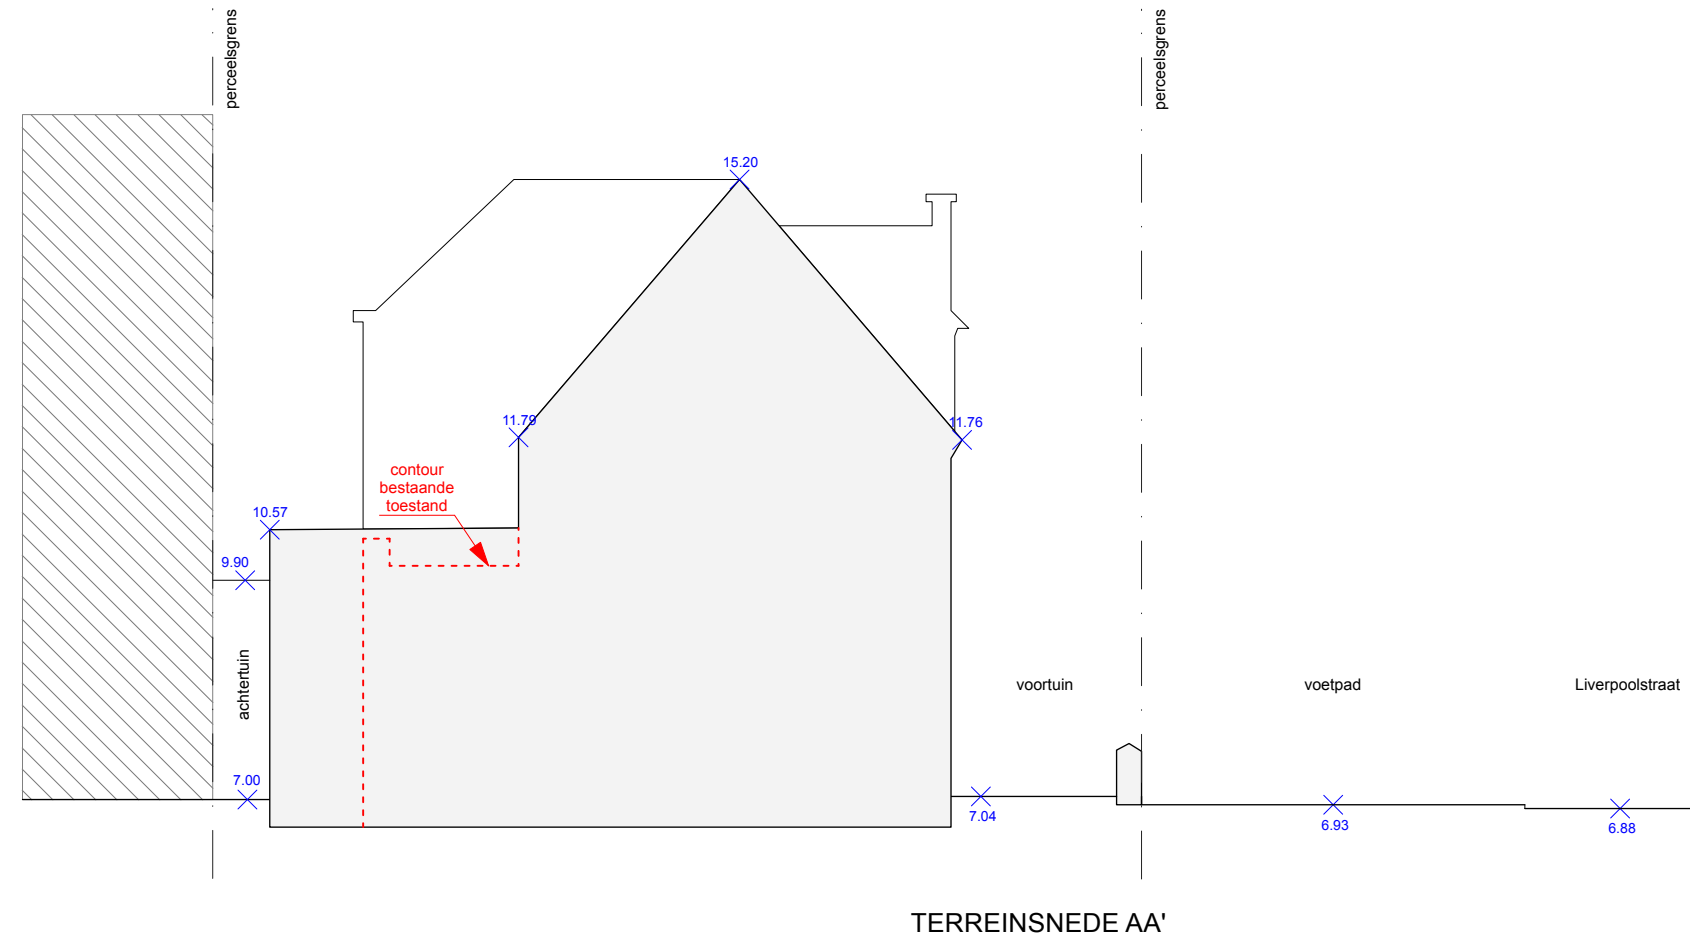 perceelsgrens
perceelsgrens
15.20
11.79
11.76
contour
bestaande
toestand
10.57
9.90
achtertuin
voortuin
voetpad
Liverpoolstraat
7.00
7.04
6.93
6.88
TERREINSNEDE AA'